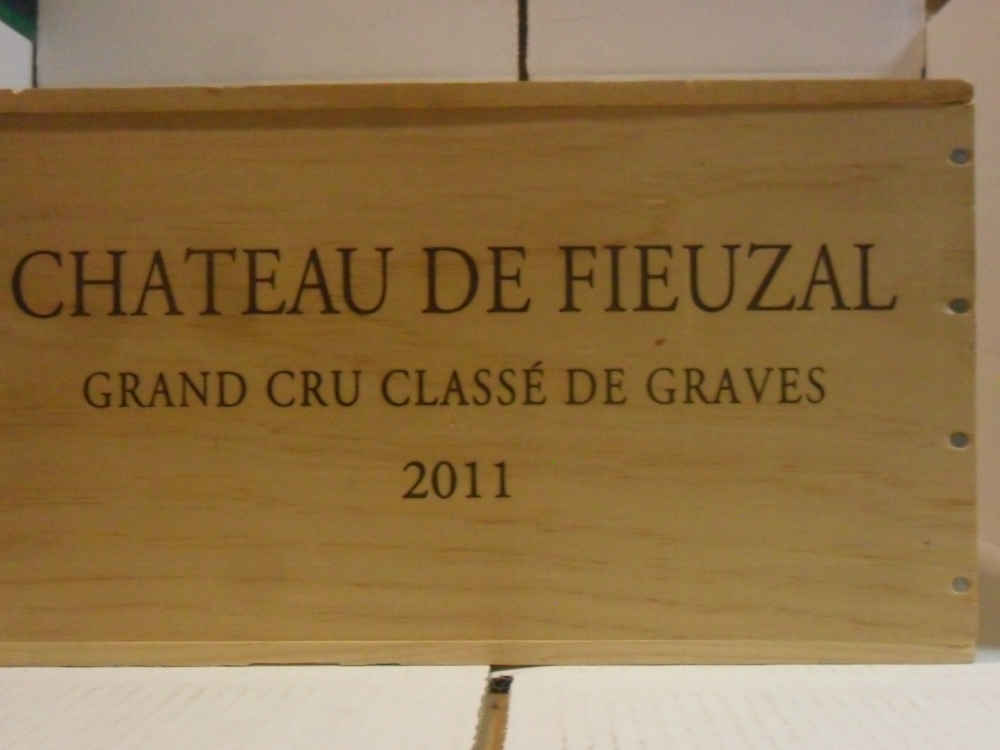 CHATEAU DE FIEUZAL
GRAND CRU CLASSÉ DE GRAVES
2011